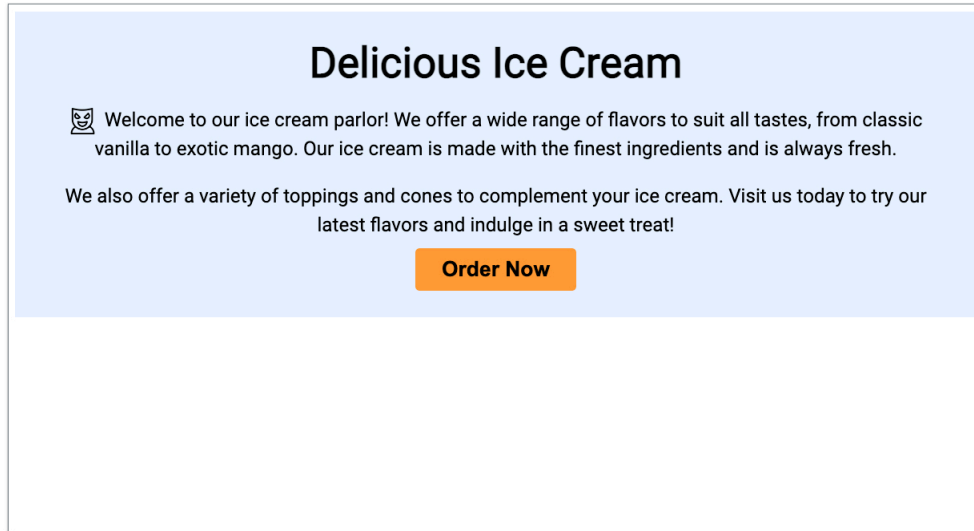 Delicious Ice Cream
Welcome to our ice cream parlor! We offer a wide range of flavors to suit all tastes, from classic
vanilla to exotic mango. Our ice cream is made with the finest ingredients and is always fresh.
We also offer a variety of toppings and cones to complement your ice cream. Visit us today to try our
latest flavors and indulge in a sweet treat!
Order Now